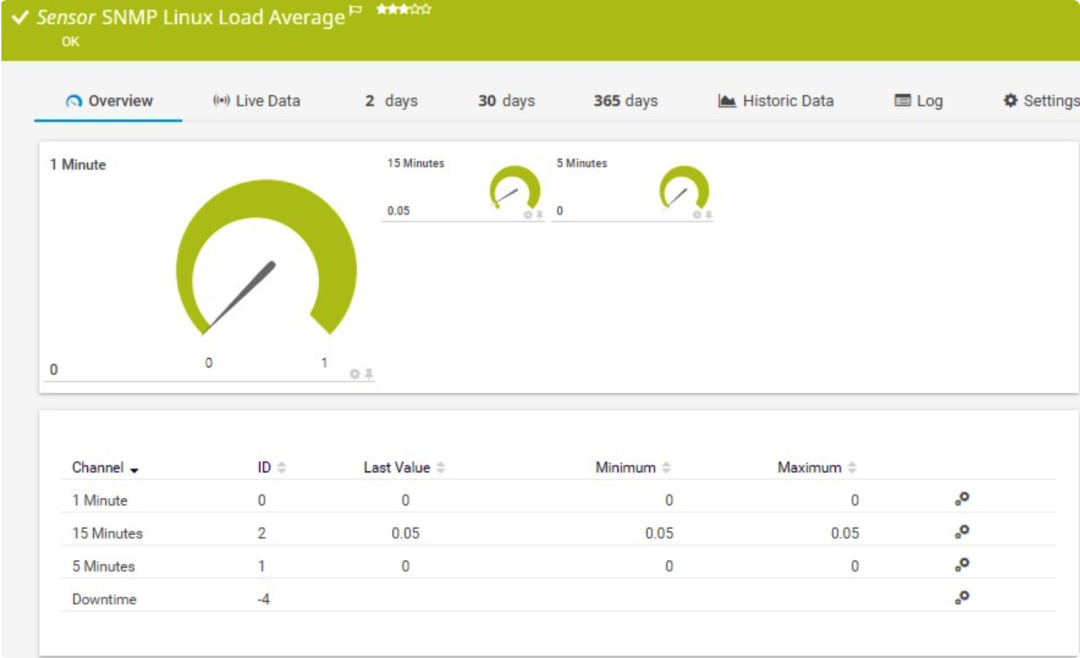 Sensor SNMP Linux Load Average
OK
Overview Live Data 2 days 30 days 365 days Historic Data Log Settings
1 Minute
0 1
0
15 Minutes
0.05
5 Minutes
0
Channel ID Last Value Minimum Maximum
1 Minute 0 0 0 0
15 Minutes 2 0.05 0.05 0.05
5 Minutes 1 0 0 0
Downtime -4